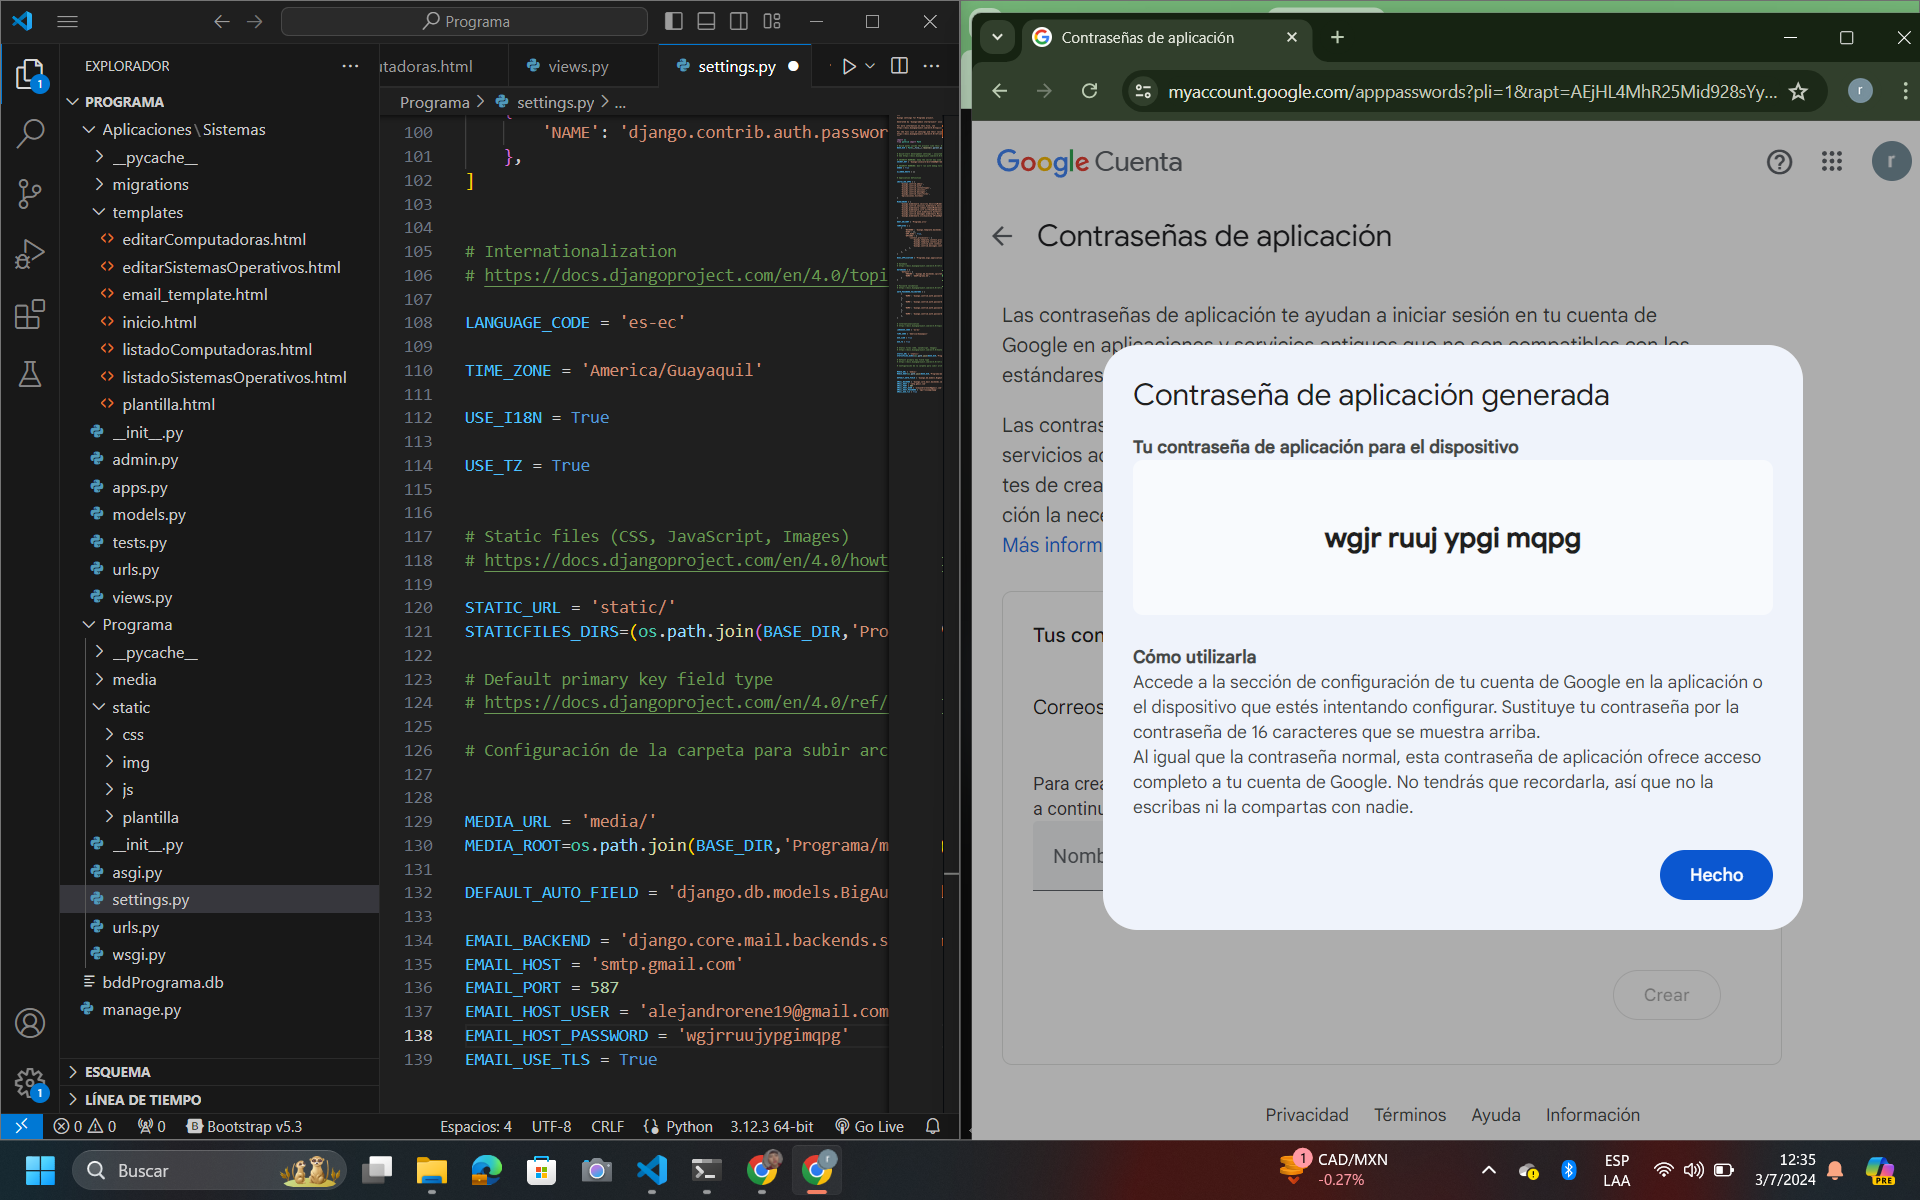 Programa
EXPLORADOR
PROGRAMA
Aplicaciones\Sistemas
__pycache__
migrations
templates
editarComputadoras.html
editarSistemasOperativos.html
email_template.html
inicio.html
listadoComputadoras.html
listadoSistemasOperativos.html
plantilla.html
__init__.py
admin.py
apps.py
models.py
tests.py
urls.py
views.py
Programa
__pycache__
media
static
css
img
js
plantilla
__init__.py
asgi.py
settings.py
urls.py
wsgi.py
bddPrograma.db
manage.py
ESQUEMA
LÍNEA DE TIEMPO
1
1
utadoras.html
views.py
settings.py
Programa > settings.py > ...
100 'NAME': 'django.contrib.auth.passwor
101 },
102 ]
103
104
105 # Internationalization
106 # https://docs.djangoproject.com/en/4.0/topi
107
108 LANGUAGE_CODE = 'es-ec'
109
110 TIME_ZONE = 'America/Guayaquil'
111
112 USE_I18N = True
113
114 USE_TZ = True
115
116
117 # Static files (CSS, JavaScript, Images)
118 # https://docs.djangoproject.com/en/4.0/howt
119
120 STATIC_URL = 'static/'
121 STATICFILES_DIRS=(os.path.join(BASE_DIR,'Pro
122
123 # Default primary key field type
124 # https://docs.djangoproject.com/en/4.0/ref/
125
126 # Configuración de la carpeta para subir arc
127
128
129 MEDIA_URL = 'media/'
130 MEDIA_ROOT=os.path.join(BASE_DIR,'Programa/m
131
132 DEFAULT_AUTO_FIELD = 'django.db.models.BigAu
133
134 EMAIL_BACKEND = 'django.core.mail.backends.s
135 EMAIL_HOST = 'smtp.gmail.com'
136 EMAIL_PORT = 587
137 EMAIL_HOST_USER = 'alejandrorene19@gmail.com
138 EMAIL_HOST_PASSWORD = 'wgjrruujypgimqpg'
139 EMAIL_USE_TLS = True
0 0 0 Bootstrap v5.3 Espacios: 4 UTF-8 CRLF Python 3.12.3 64-bit Go Live
Contraseñas de aplicación
myaccount.google.com/apppasswords?pli=1&rapt=AEjHL4MhR25Mid928sYy...
r
Google Cuenta
r
Contraseñas de aplicación
Las contraseñas de aplicación te ayudan a iniciar sesión en tu cuenta de
Google en aplicaciones y servicios antiguos que no son compatibles con los
estándares
Las contras
servicios ac
tes de crea
ción la nece
Más inform
Tus con
Correos
Para crea
a continu
Nomb
Crear
Contraseña de aplicación generada
Tu contraseña de aplicación para el dispositivo
wgjr ruuj ypgi mqpg
Cómo utilizarla
Accede a la sección de configuración de tu cuenta de Google en la aplicación o
el dispositivo que estés intentando configurar. Sustituye tu contraseña por la
contraseña de 16 caracteres que se muestra arriba.
Al igual que la contraseña normal, esta contraseña de aplicación ofrece acceso
completo a tu cuenta de Google. No tendrás que recordarla, así que no la
escribas ni la compartas con nadie.
Hecho
Privacidad Términos Ayuda Información
Buscar
r
1
CAD/MXN
-0.27%
ESP
LAA
12:35
3/7/2024
PRE